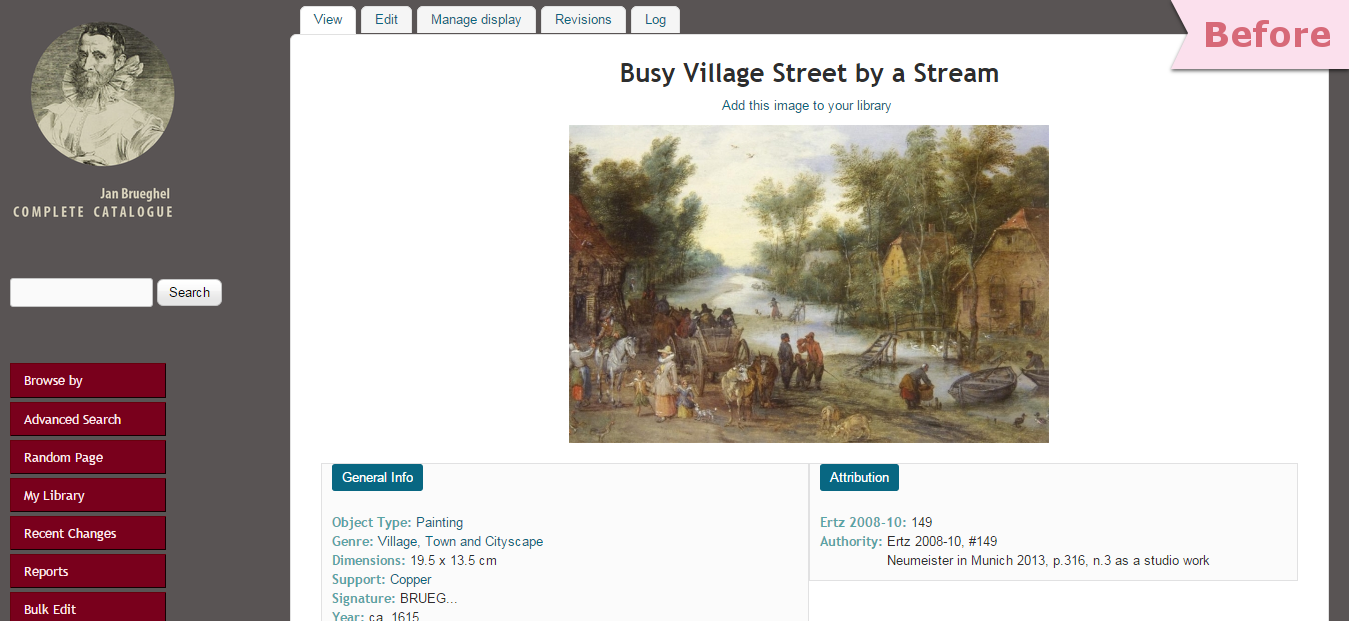 View
Edit
Manage display
Revisions
Log
Before
Jan Brueghel
COMPLETE CATALOGUE
Search
Browse by
Advanced Search
Random Page
My Library
Recent Changes
Reports
Bulk Edit
Busy Village Street by a Stream
Add this image to your library
General Info
Object Type: Painting
Genre: Village, Town and Cityscape
Dimensions: 19.5 x 13.5 cm
Support: Copper
Signature: BRUEG...
Year: ca. 1615
Attribution
Ertz 2008-10: 149
Authority: Ertz 2008-10, #149
Neumeister in Munich 2013, p.316, n.3 as a studio work